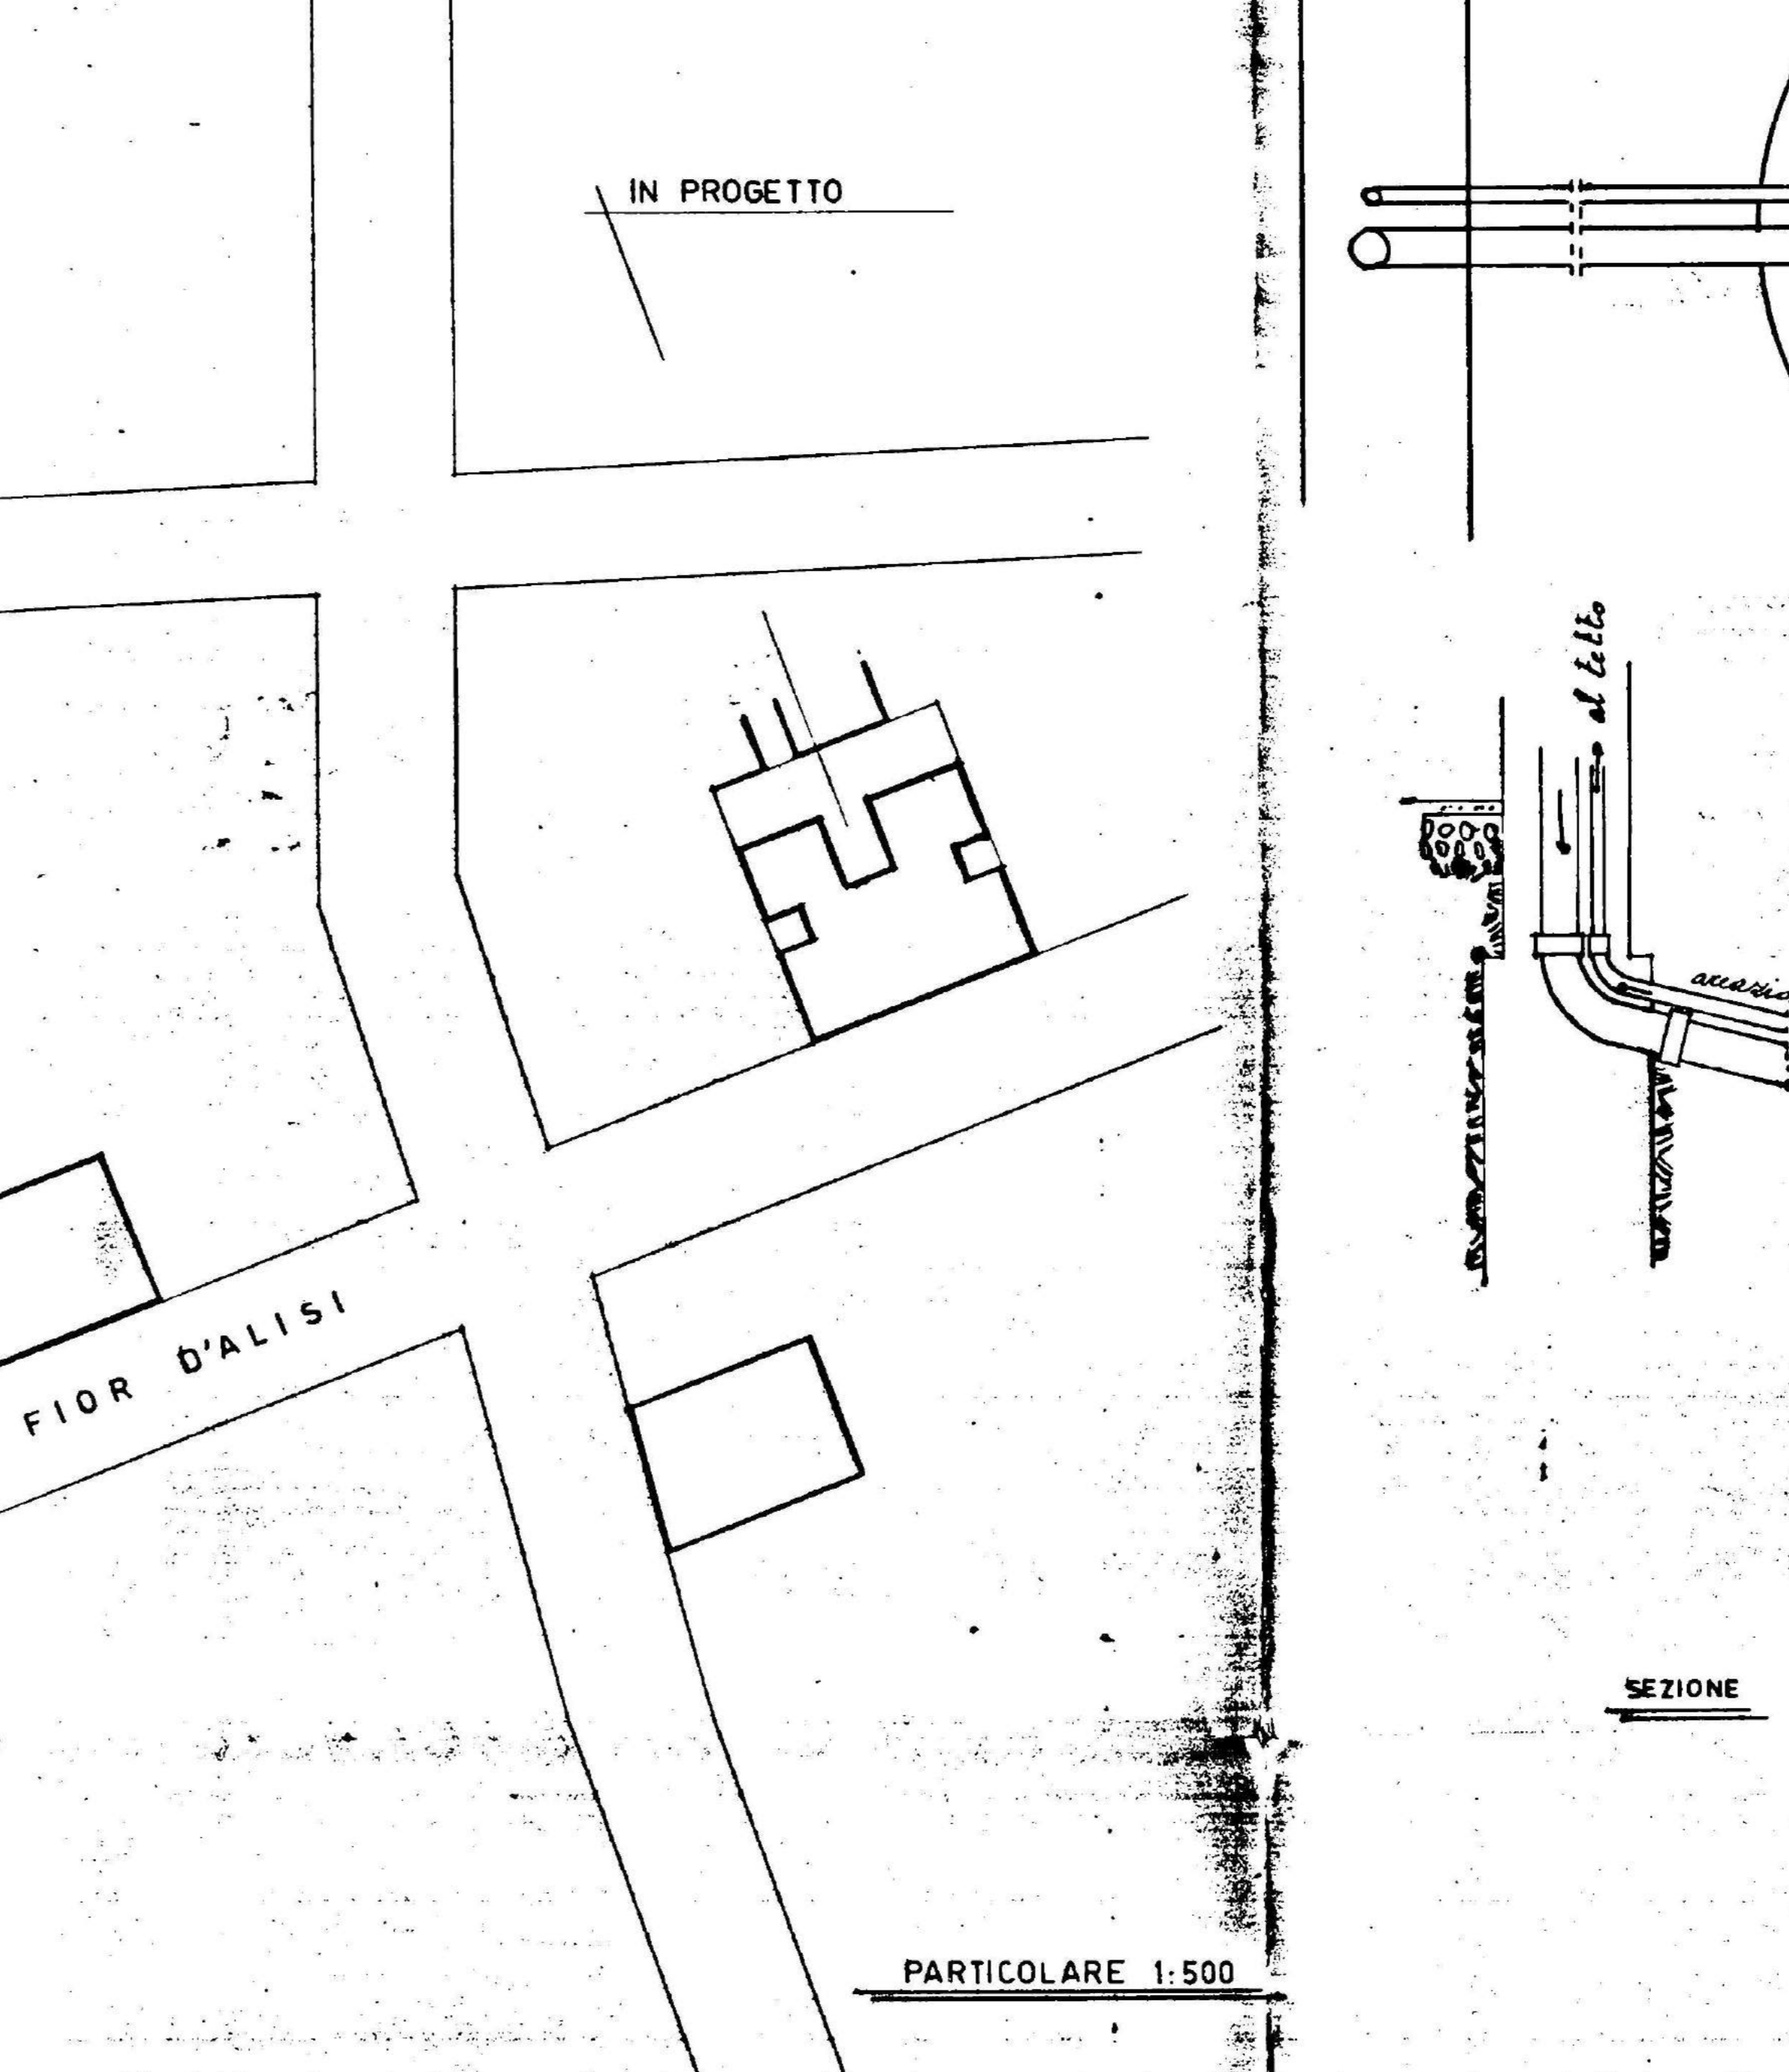 IN PROGETTO
al tetto
FIOR D'ALISI
SEZIONE
PARTICOLARE 1:500